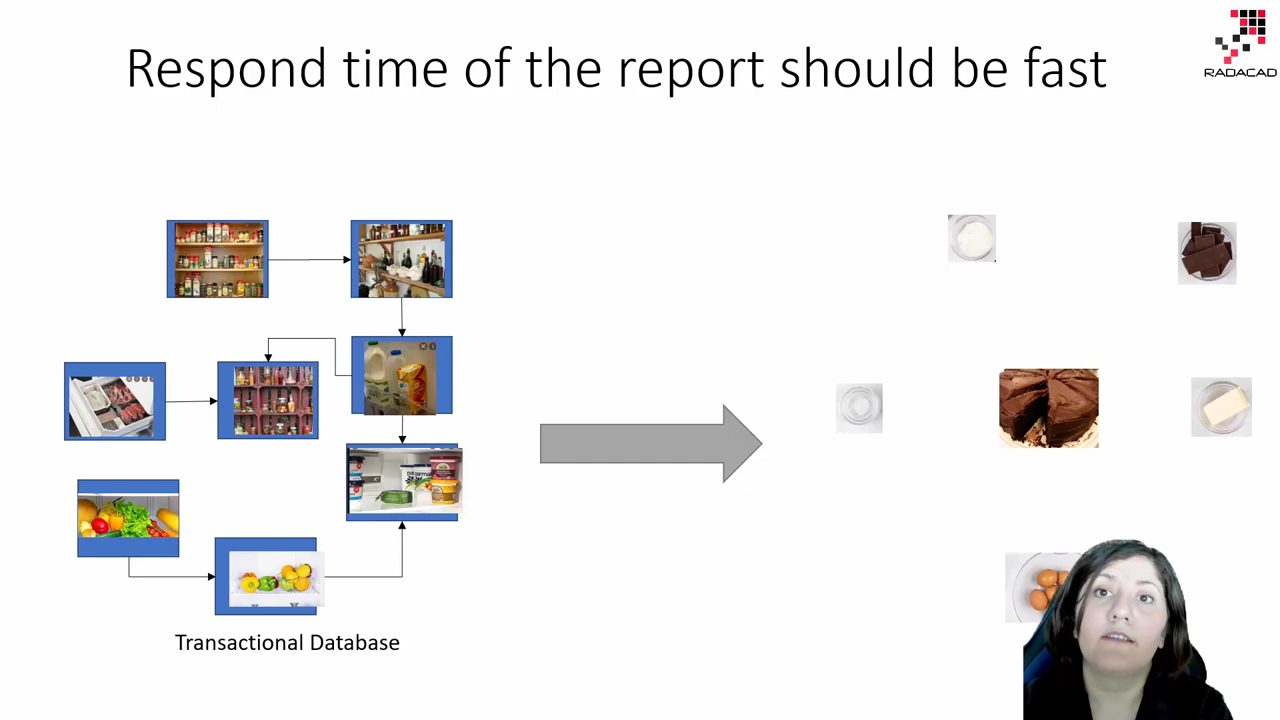 Respond time of the report should be fast
RADACAD
Transactional Database